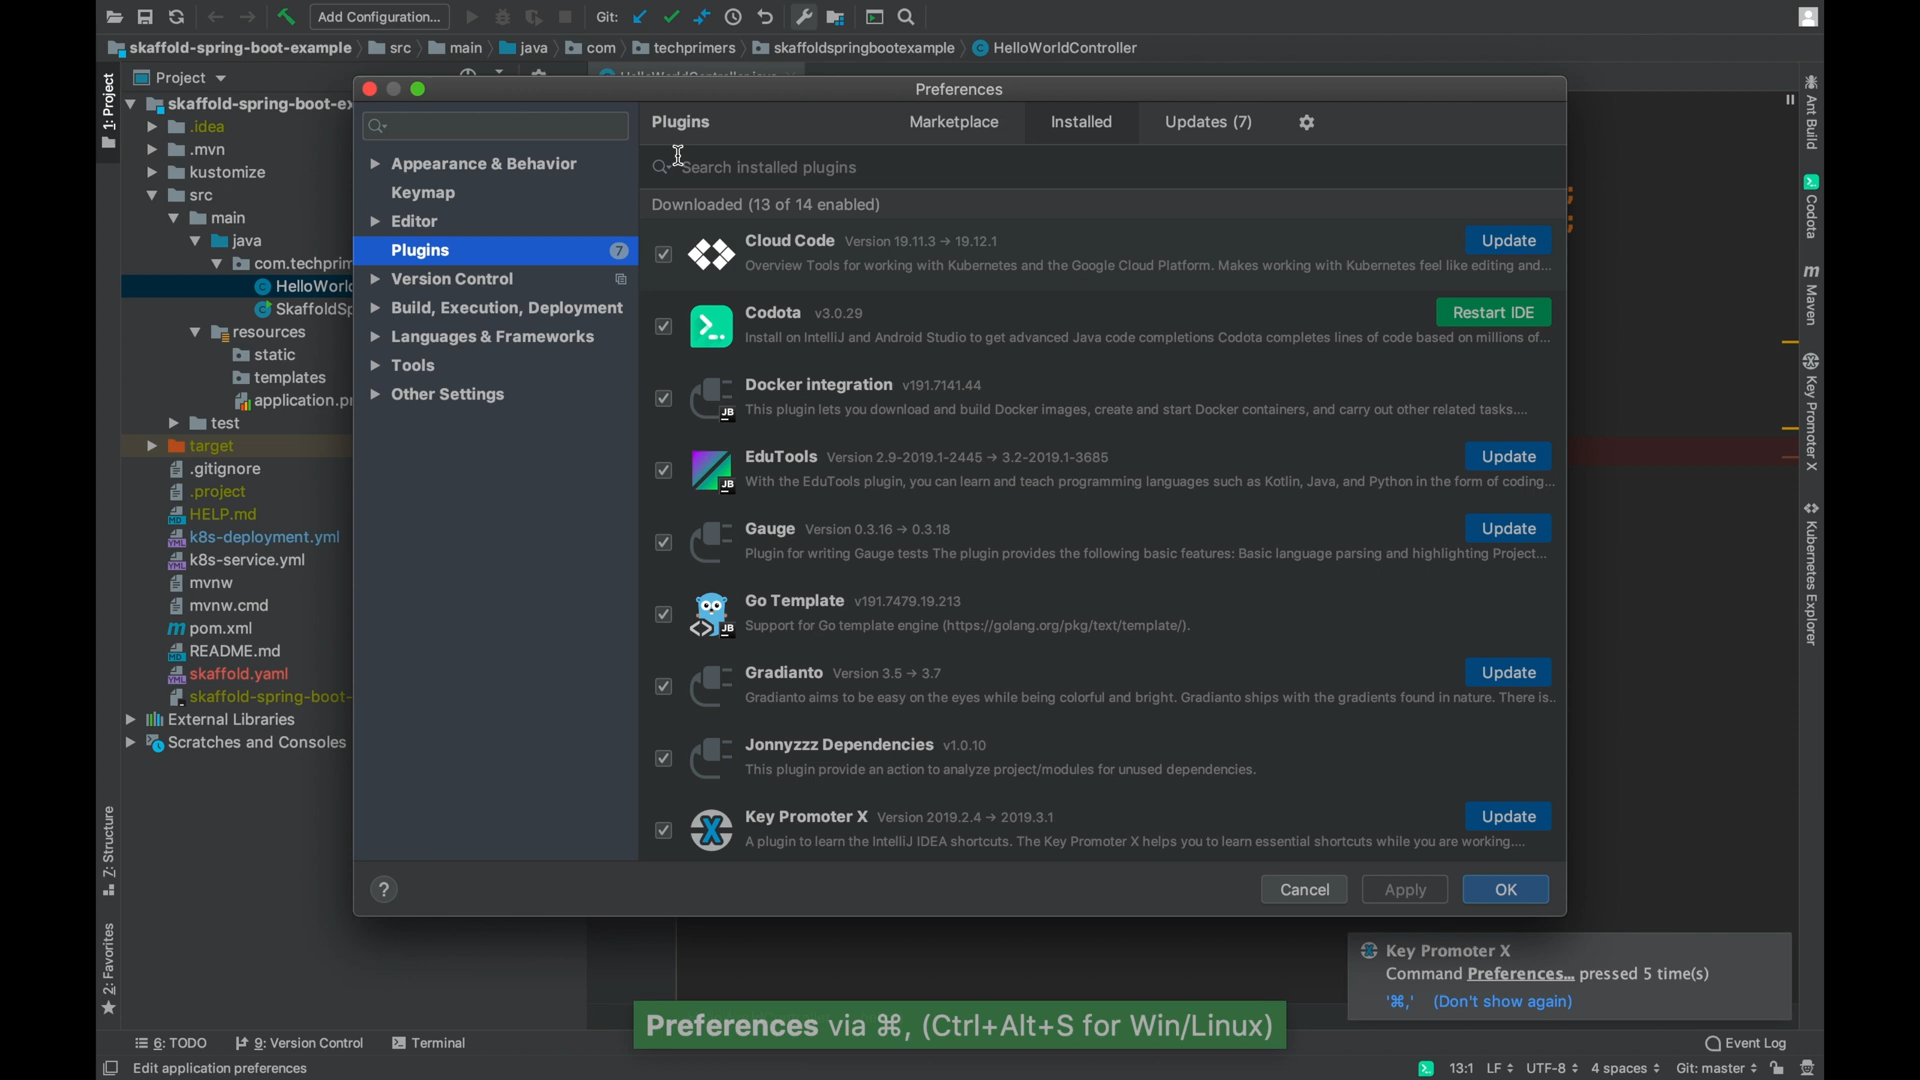 Add Configuration...
Git:
skaffold-spring-boot-example
src
main
java
com
techprimers
skaffoldspringbootexample
HelloWorldController
1: Project
Z: Structure
2: Favorites
Project
skaffold-spring-boot-ex
.idea
.mvn
kustomize
src
main
java
com.techprim
HelloWorld
SkaffoldSp
resources
static
templates
application.pr
test
target
.gitignore
.project
HELP.md
k8s-deployment.yml
k8s-service.yml
mvnw
mvnw.cmd
pom.xml
README.md
skaffold.yaml
skaffold-spring-boot-
External Libraries
Scratches and Consoles
Preferences
Appearance & Behavior
Keymap
Editor
Plugins 7
Version Control
Build, Execution, Deployment
Languages & Frameworks
Tools
Other Settings
Plugins
Marketplace
Installed
Updates (7)
Search installed plugins
Downloaded (13 of 14 enabled)
Cloud Code Version 19.11.3 → 19.12.1
Update
Overview Tools for working with Kubernetes and the Google Cloud Platform. Makes working with Kubernetes feel like editing and...
Codota v3.0.29
Restart IDE
Install on IntelliJ and Android Studio to get advanced Java code completions Codota completes lines of code based on millions of...
Docker integration v191.7141.44
This plugin lets you download and build Docker images, create and start Docker containers, and carry out other related tasks....
EduTools Version 2.9-2019.1-2445 → 3.2-2019.1-3685
Update
With the EduTools plugin, you can learn and teach programming languages such as Kotlin, Java, and Python in the form of coding...
Gauge Version 0.3.16 → 0.3.18
Update
Plugin for writing Gauge tests The plugin provides the following basic features: Basic language parsing and highlighting Project...
Go Template v191.7479.19.213
Support for Go template engine (https://golang.org/pkg/text/template/).
Gradianto Version 3.5 → 3.7
Update
Gradianto aims to be easy on the eyes while being colorful and bright. Gradianto ships with the gradients found in nature. There is..
Jonnyzzz Dependencies v1.0.10
This plugin provide an action to analyze project/modules for unused dependencies.
Key Promoter X Version 2019.2.4 → 2019.3.1
Update
A plugin to learn the IntelliJ IDEA shortcuts. The Key Promoter X helps you to learn essential shortcuts while you are working....
?
Cancel
Apply
OK
Ant Build
Codota
Maven
Key Promoter X
Kubernetes Explorer
Key Promoter X
Command Preferences... pressed 5 time(s)
'⌘,' (Don't show again)
Preferences via ⌘, (Ctrl+Alt+S for Win/Linux)
6: TODO
9: Version Control
Terminal
Event Log
Edit application preferences
13:1
LF
UTF-8
4 spaces
Git: master